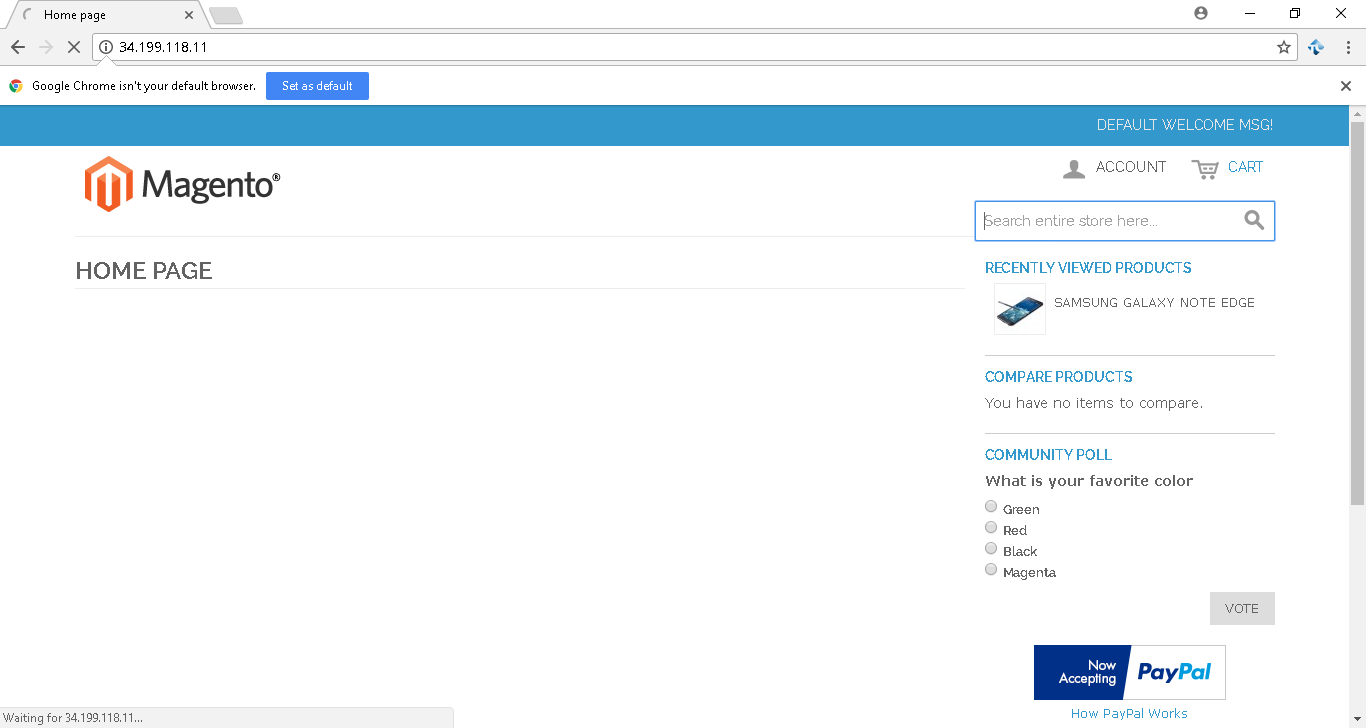 Home page
34.199.118.11
Google Chrome isn't your default browser. Set as default
DEFAULT WELCOME MSG!
Magento®
ACCOUNT CART
Search entire store here...
HOME PAGE
RECENTLY VIEWED PRODUCTS
SAMSUNG GALAXY NOTE EDGE
COMPARE PRODUCTS
You have no items to compare.
COMMUNITY POLL
What is your favorite color
Green
Red
Black
Magenta
VOTE
Now
Accepting
PayPal
How PayPal Works
Waiting for 34.199.118.11...